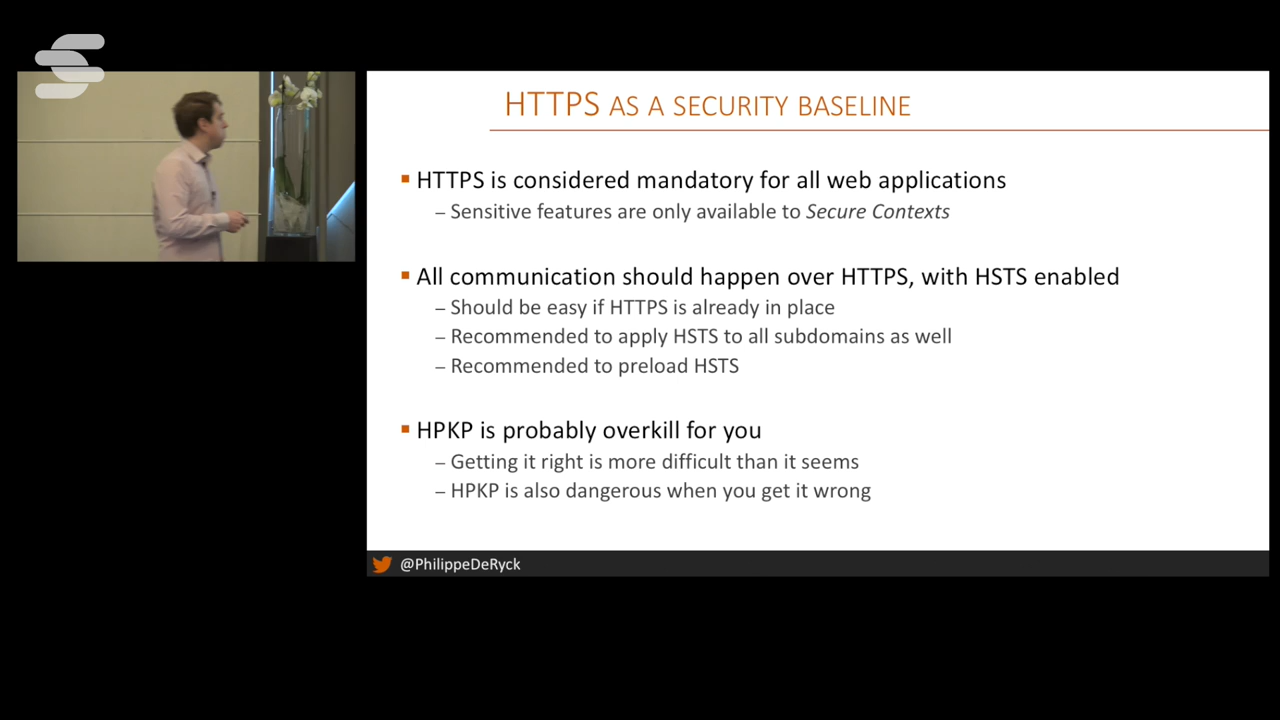 HTTPS AS A SECURITY BASELINE
▪ HTTPS is considered mandatory for all web applications
– Sensitive features are only available to Secure Contexts
▪ All communication should happen over HTTPS, with HSTS enabled
– Should be easy if HTTPS is already in place
– Recommended to apply HSTS to all subdomains as well
– Recommended to preload HSTS
▪ HPKP is probably overkill for you
– Getting it right is more difficult than it seems
– HPKP is also dangerous when you get it wrong
@PhilippeDeRyck